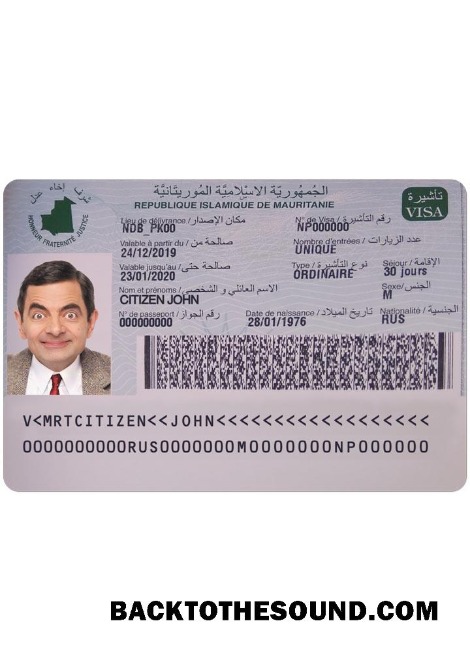 الجمهورية الإسلامية الموريتانية
REPUBLIQUE ISLAMIQUE DE MAURITANIE
شرف إخاء عدل
HONNEUR FRATERNITÉ JUSTICE
تأشيرة
VISA
Lieu de délivrance / مكان الإصدار
NDB_PK00
N° de Visa / رقم التأشيرة
NP000000
Valable à partir du / صالحة من
24/12/2019
Nombre d'entrées / عدد الزيارات
UNIQUE
Valable jusqu'au / صالحة حتى
23/01/2020
Type / نوع التأشيرة
ORDINAIRE
Séjour / الإقامة
30 jours
Nom et prénoms / الاسم العائلي و الشخصي
CITIZEN JOHN
Sexe / الجنس
M
N° de passeport / رقم الجواز
000000000
Date de naissance / تاريخ الميلاد
28/01/1976
Nationalité / الجنسية
RUS
V<MRTCITIZEN<<JOHN<<<<<<<<<<<<<<<<<<
0000000000RUS0000000M0000000NP000000
BACKTOTHESOUND.COM